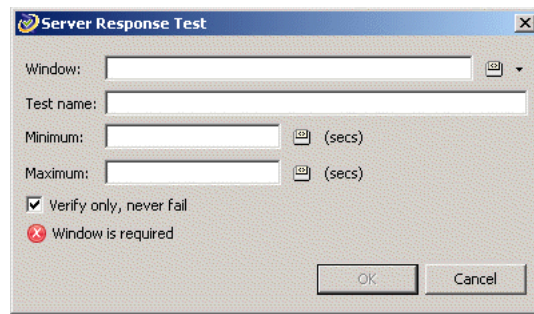 Server Response Test
Window:
Test name:
Minimum: (secs)
Maximum: (secs)
Verify only, never fail
Window is required
OK Cancel